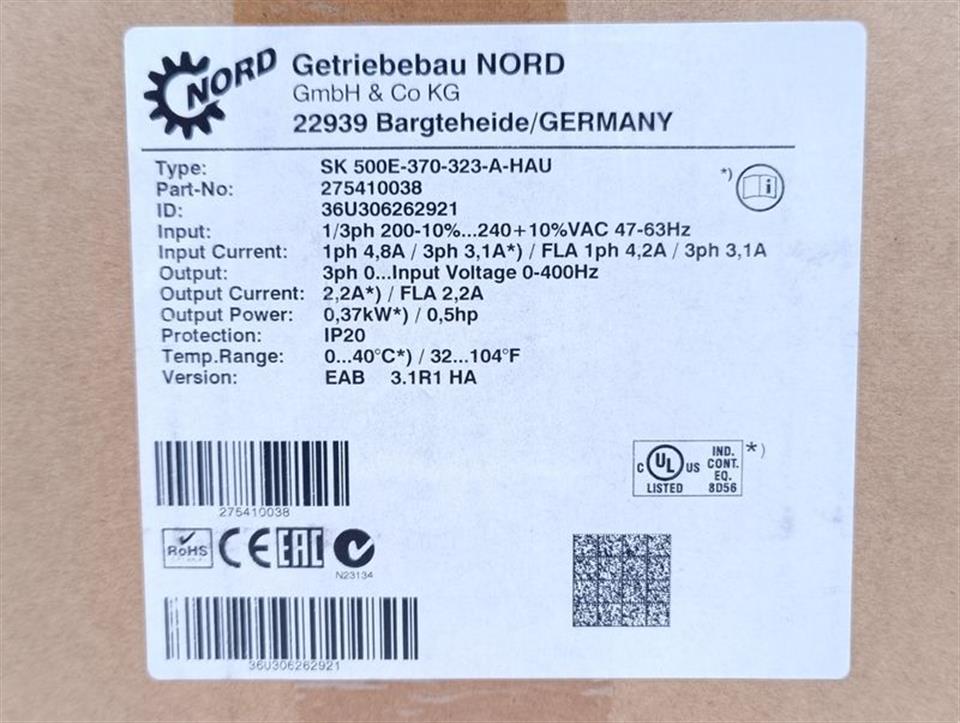 NORD
Getriebebau NORD
GmbH & Co KG
22939 Bargteheide/GERMANY
Type: SK 500E-370-323-A-HAU
Part-No: 275410038
ID: 36U306262921
Input: 1/3ph 200-10%...240+10%VAC 47-63Hz
Input Current: 1ph 4,8A / 3ph 3,1A*) / FLA 1ph 4,2A / 3ph 3,1A
Output: 3ph 0...Input Voltage 0-400Hz
Output Current: 2,2A*) / FLA 2,2A
Output Power: 0,37kW*) / 0,5hp
Protection: IP20
Temp.Range: 0...40°C*) / 32...104°F
Version: EAB 3.1R1 HA
*) i
275410038
C UL US LISTED
IND.
CONT.
EQ.
8D56
*)
RoHS CE EAC
N23134
36U306262921